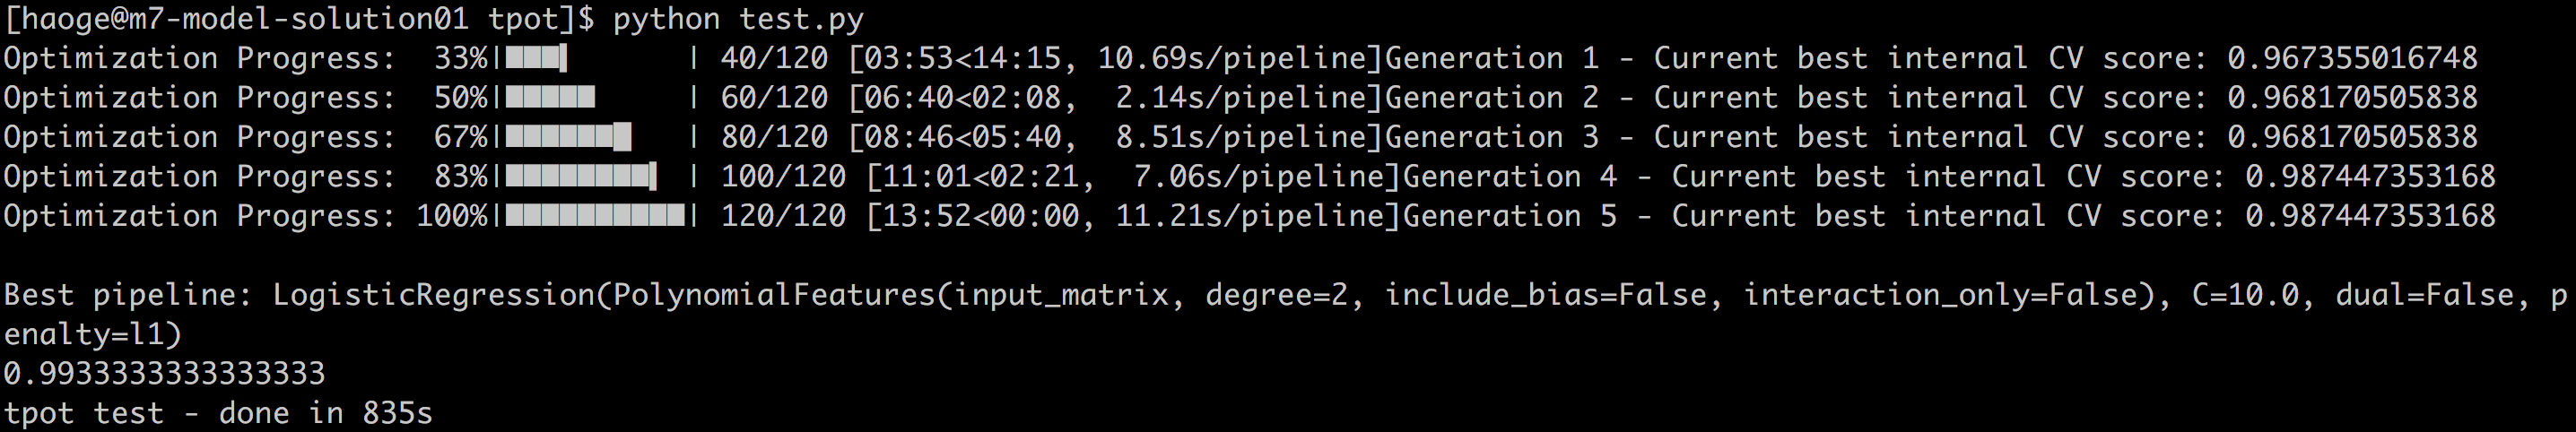 [haoge@m7-model-solution01 tpot]$ python test.py
Optimization Progress:  33%|███▌      | 40/120 [03:53<14:15, 10.69s/pipeline]Generation 1 - Current best internal CV score: 0.967355016748
Optimization Progress:  50%|█████     | 60/120 [06:40<02:08,  2.14s/pipeline]Generation 2 - Current best internal CV score: 0.968170505838
Optimization Progress:  67%|███████   | 80/120 [08:46<05:40,  8.51s/pipeline]Generation 3 - Current best internal CV score: 0.968170505838
Optimization Progress:  83%|████████▌ | 100/120 [11:01<02:21,  7.06s/pipeline]Generation 4 - Current best internal CV score: 0.987447353168
Optimization Progress: 100%|██████████| 120/120 [13:52<00:00, 11.21s/pipeline]Generation 5 - Current best internal CV score: 0.987447353168
Best pipeline: LogisticRegression(PolynomialFeatures(input_matrix, degree=2, include_bias=False, interaction_only=False), C=10.0, dual=False, p
enalty=l1)
0.9933333333333333
tpot test - done in 835s